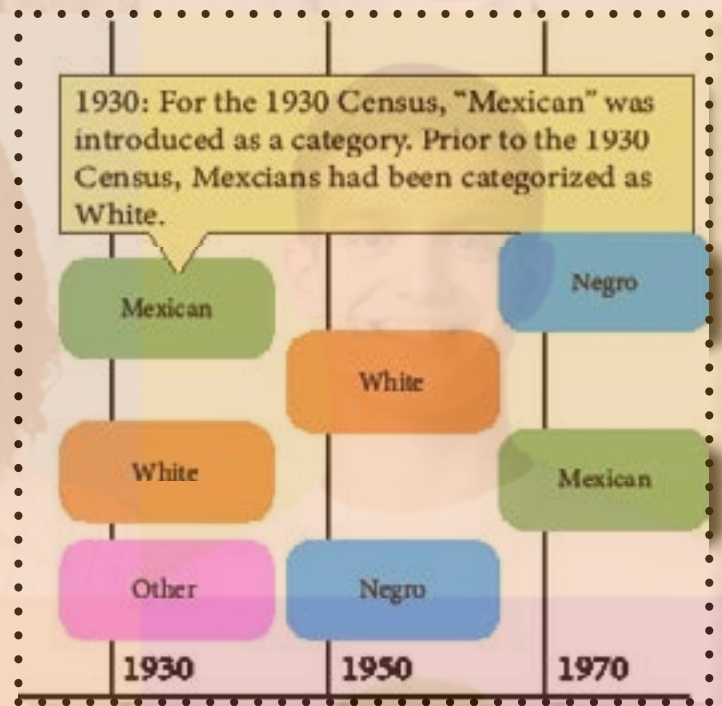 1930: For the 1930 Census, “Mexican” was
introduced as a category. Prior to the 1930
Census, Mexcians had been categorized as
White.
Negro
Mexican
White
White
Mexican
Other
Negro
1930
1950
1970